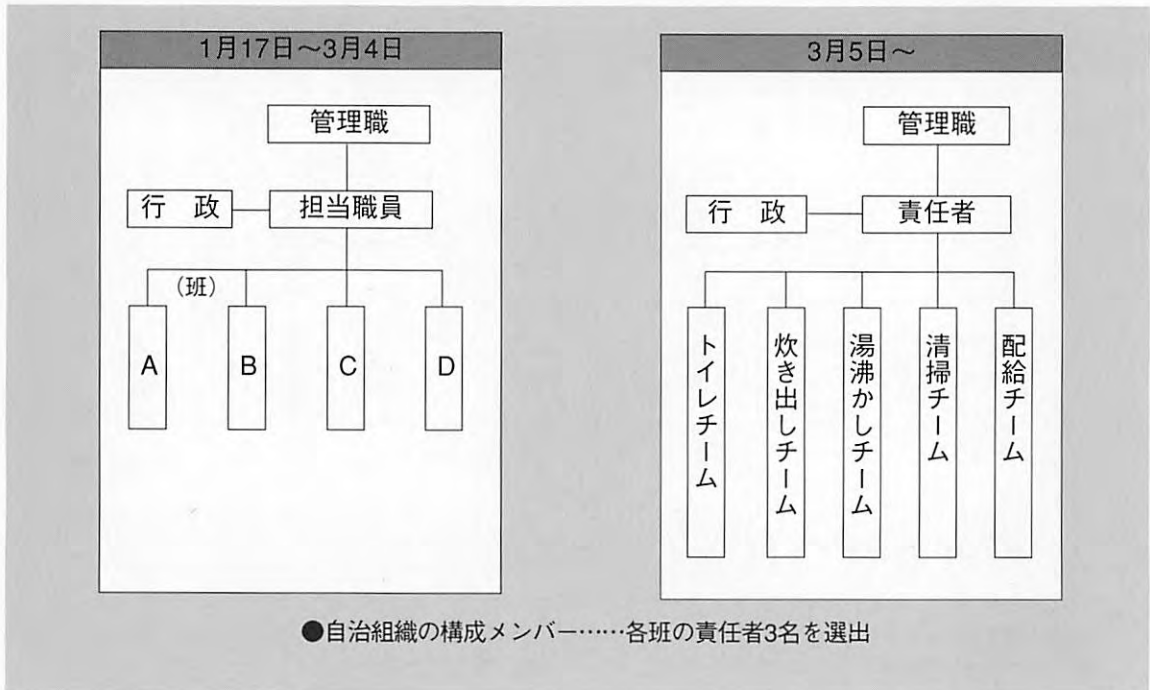 1月17日～3月4日
管理職
行　政
担当職員
(班)
A
B
C
D
3月5日～
管理職
行　政
責任者
トイレチーム
炊き出しチーム
湯沸かしチーム
清掃チーム
配給チーム
●自治組織の構成メンバー……各班の責任者3名を選出